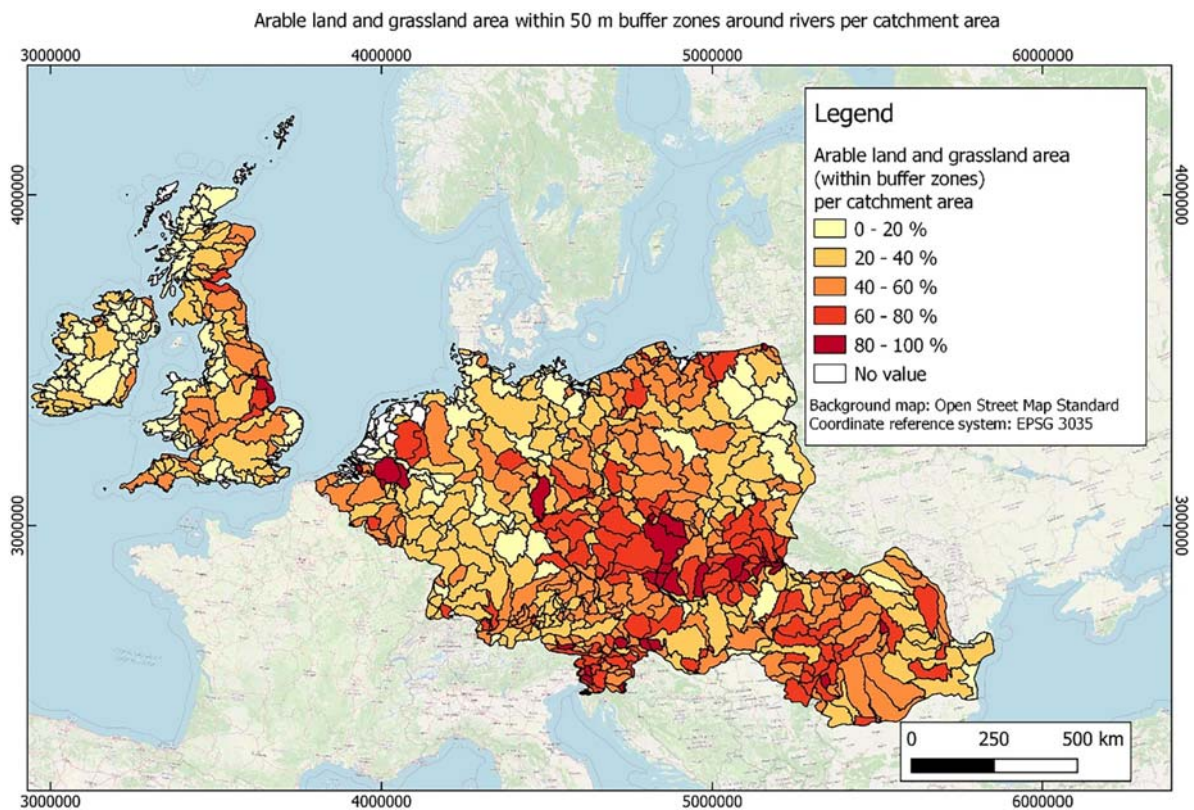 Arable land and grassland area within 50 m buffer zones around rivers per catchment area
3000000 4000000 5000000 6000000
4000000 4000000
3000000 3000000
Legend
Arable land and grassland area
(within buffer zones)
per catchment area
0 - 20 %
20 - 40 %
40 - 60 %
60 - 80 %
80 - 100 %
No value
Background map: Open Street Map Standard
Coordinate reference system: EPSG 3035
0 250 500 km
3000000 4000000 5000000 6000000